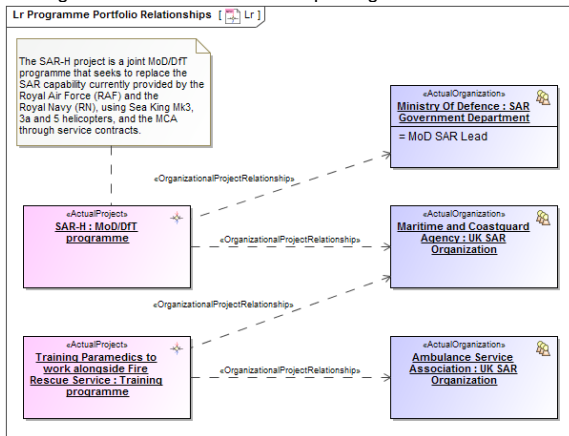 Lr Programme Portfolio Relationships [ Lr ]
The SAR-H project is a joint MoD/DfT
programme that seeks to replace the
SAR capability currently provided by the
Royal Air Force (RAF) and the
Royal Navy (RN), using Sea King Mk3,
3a and 5 helicopters, and the MCA
through service contracts.
«ActualOrganization»
Ministry Of Defence : SAR
Government Department
= MoD SAR Lead
«OrganizationalProjectRelationship»
«ActualProject»
SAR-H : MoD/DfT
programme
«OrganizationalProjectRelationship»
«ActualOrganization»
Maritime and Coastguard
Agency : UK SAR
Organization
«OrganizationalProjectRelationship»
«ActualProject»
Training Paramedics to
work alongside Fire
Rescue Service : Training
programme
«OrganizationalProjectRelationship»
«ActualOrganization»
Ambulance Service
Association : UK SAR
Organization